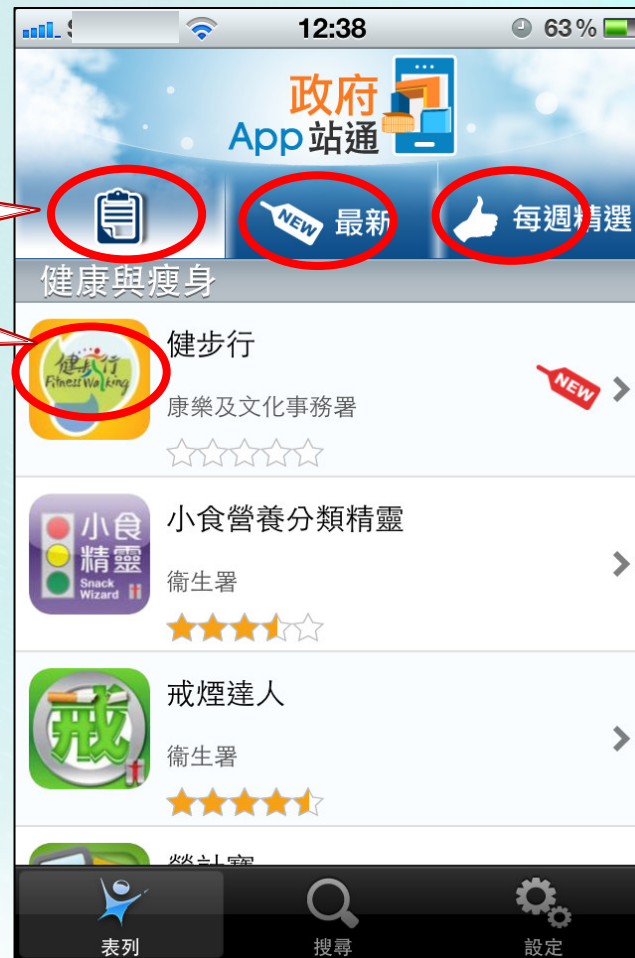 12:38
63%
政府
App站通
NEW 最新
每週精選
健康與瘦身
健步行
Fitness Walking
健步行
康樂及文化事務署
NEW
小食
精靈
Snack
Wizard
小食營養分類精靈
衞生署
戒
戒煙達人
衞生署
表列
搜尋
設定